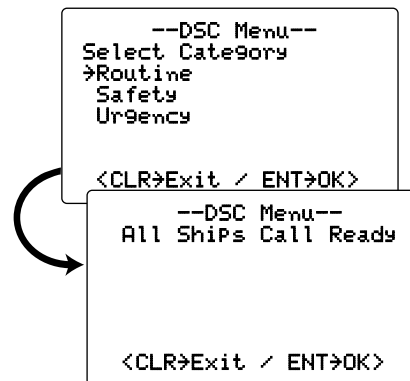 --DSC Menu--
Select Category
→Routine
Safety
Urgency
<CLR→Exit / ENT→OK>
--DSC Menu--
All Ships Call Ready
<CLR→Exit / ENT→OK>